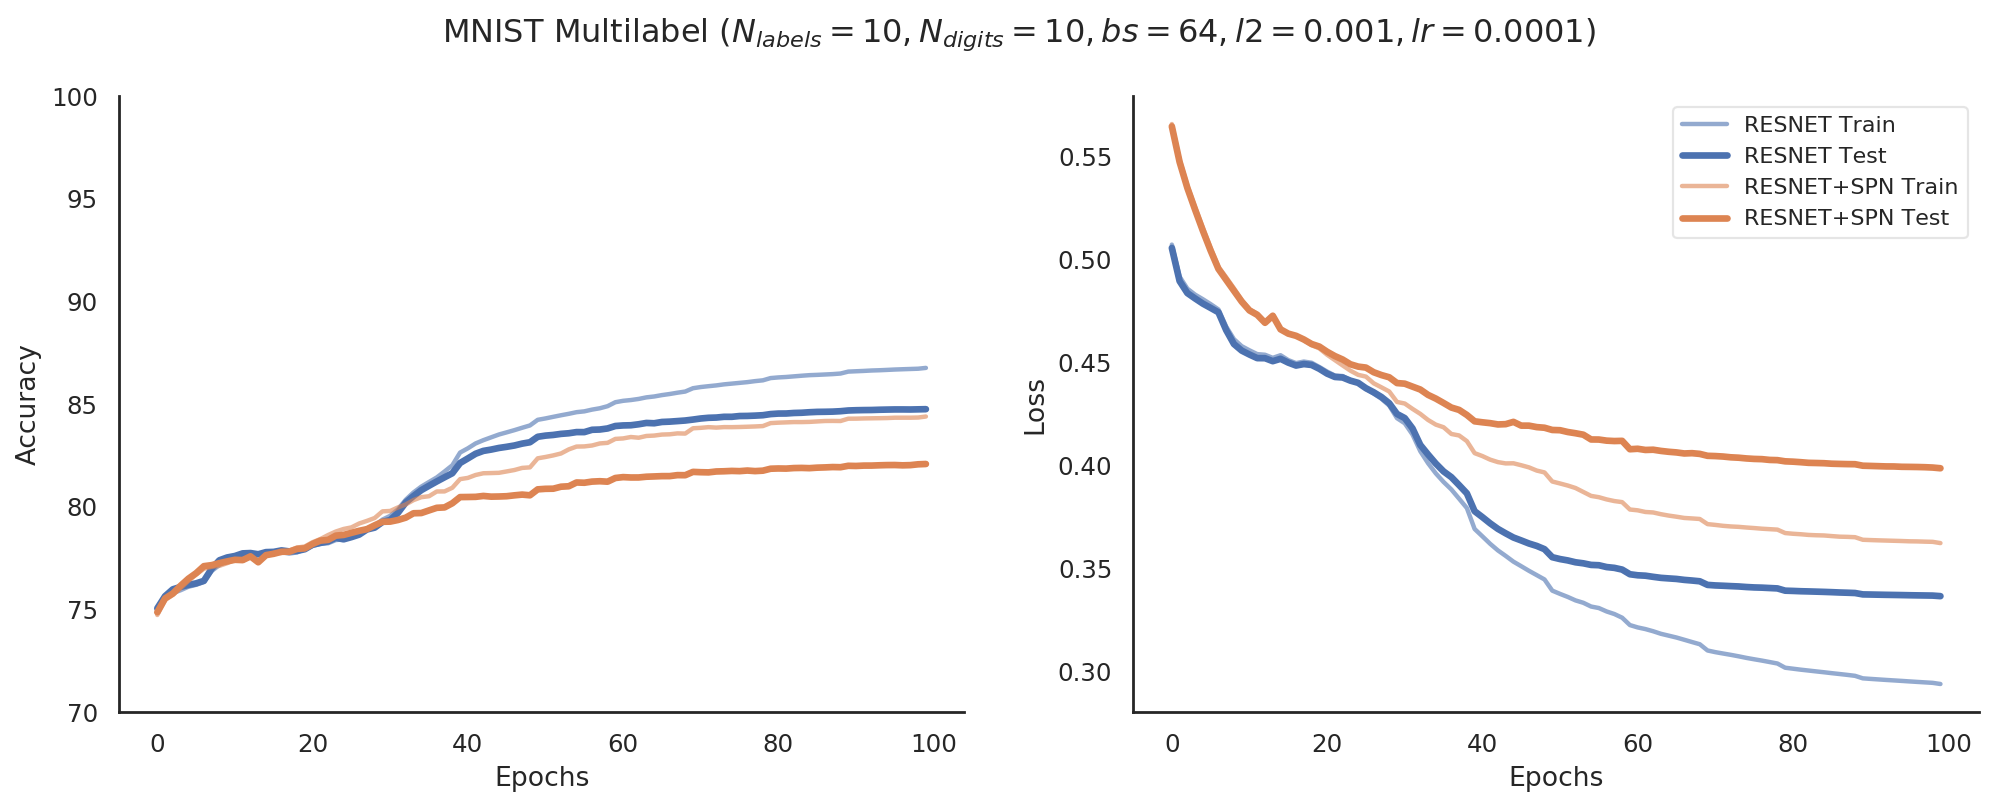 MNIST Multilabel (N_labels = 10, N_digits = 10, bs = 64, l2 = 0.001, lr = 0.0001)
Accuracy
100
95
90
85
80
75
70
0 20 40 60 80 100
Epochs
Loss
0.55
0.50
0.45
0.40
0.35
0.30
0 20 40 60 80 100
Epochs
RESNET Train
RESNET Test
RESNET+SPN Train
RESNET+SPN Test